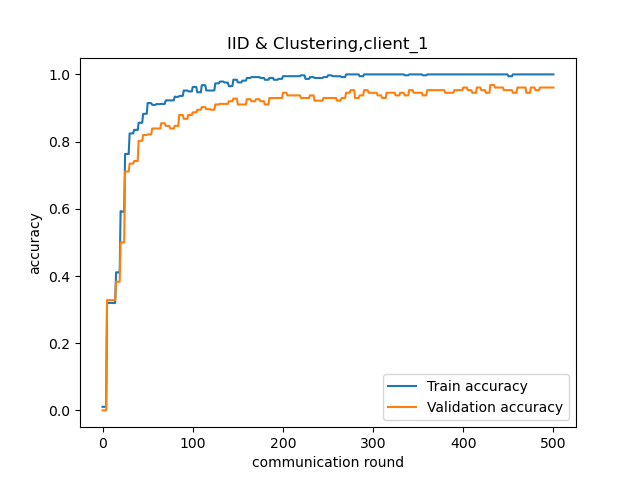 IID & Clustering,client_1
1.0
0.8
0.6
0.4
0.2
0.0
accuracy
Train accuracy
Validation accuracy
0 100 200 300 400 500
communication round